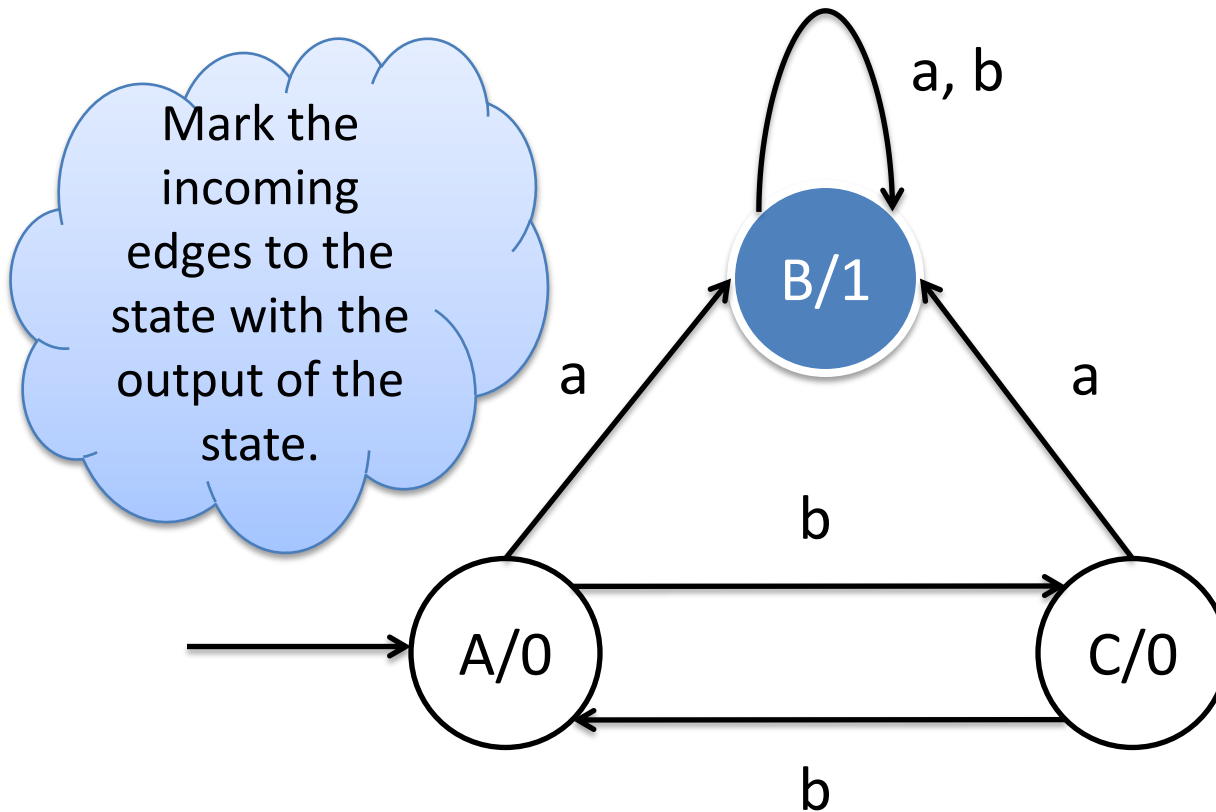 Mark the
incoming
edges to the
state with the
output of the
state.
a, b
B/1
a
a
b
A/0
C/0
b